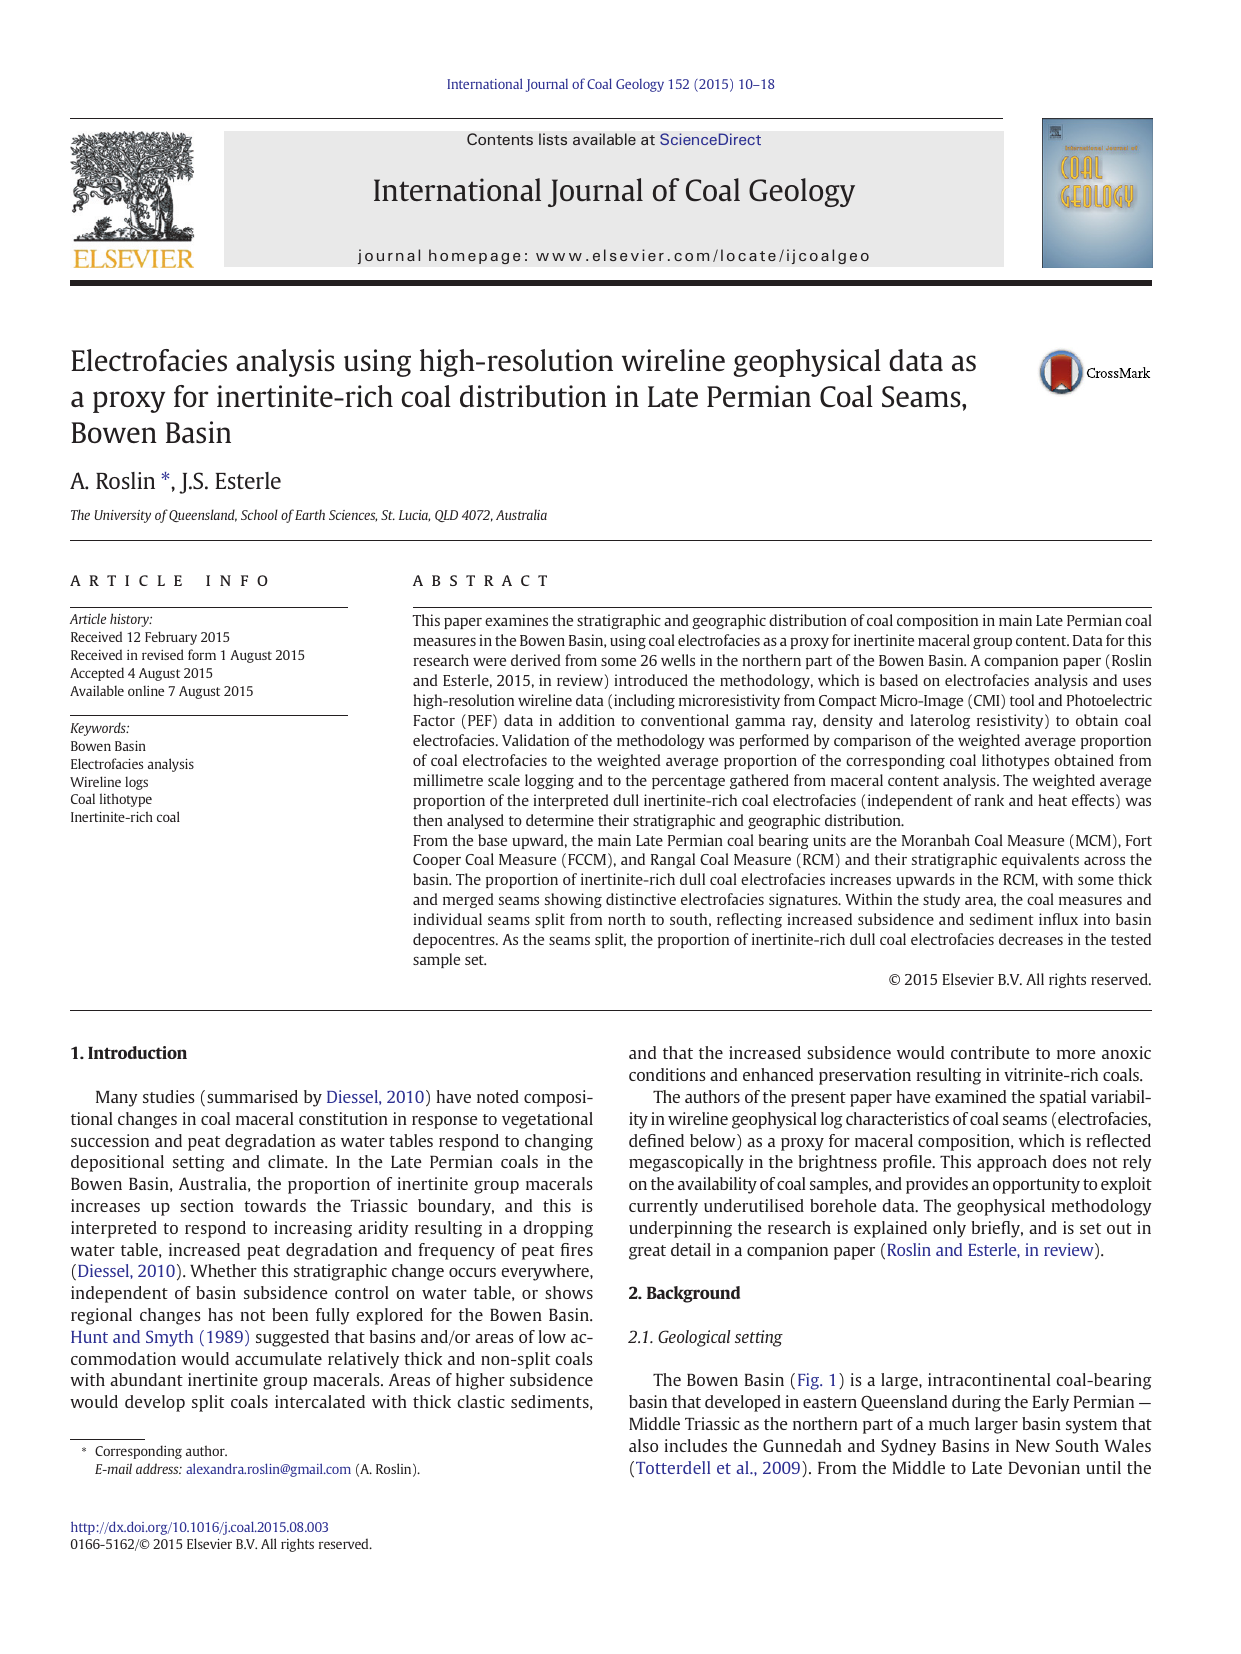 International Journal of Coal Geology 152 (2015) 10–18
Contents lists available at ScienceDirect
International Journal of Coal Geology
journal homepage: www.elsevier.com/locate/ijcoalgeo
ELSEVIER
International Journal of
COAL
GEOLOGY
Electrofacies analysis using high-resolution wireline geophysical data as
a proxy for inertinite-rich coal distribution in Late Permian Coal Seams,
Bowen Basin
CrossMark
A. Roslin *, J.S. Esterle
The University of Queensland, School of Earth Sciences, St. Lucia, QLD 4072, Australia
ARTICLE INFO
Article history:
Received 12 February 2015
Received in revised form 1 August 2015
Accepted 4 August 2015
Available online 7 August 2015
Keywords:
Bowen Basin
Electrofacies analysis
Wireline logs
Coal lithotype
Inertinite-rich coal
ABSTRACT
This paper examines the stratigraphic and geographic distribution of coal composition in main Late Permian coal
measures in the Bowen Basin, using coal electrofacies as a proxy for inertinite maceral group content. Data for this
research were derived from some 26 wells in the northern part of the Bowen Basin. A companion paper (Roslin
and Esterle, 2015, in review) introduced the methodology, which is based on electrofacies analysis and uses
high-resolution wireline data (including microresistivity from Compact Micro-Image (CMI) tool and Photoelectric
Factor (PEF) data in addition to conventional gamma ray, density and laterolog resistivity) to obtain coal
electrofacies. Validation of the methodology was performed by comparison of the weighted average proportion
of coal electrofacies to the weighted average proportion of the corresponding coal lithotypes obtained from
millimetre scale logging and to the percentage gathered from maceral content analysis. The weighted average
proportion of the interpreted dull inertinite-rich coal electrofacies (independent of rank and heat effects) was
then analysed to determine their stratigraphic and geographic distribution.
From the base upward, the main Late Permian coal bearing units are the Moranbah Coal Measure (MCM), Fort
Cooper Coal Measure (FCCM), and Rangal Coal Measure (RCM) and their stratigraphic equivalents across the
basin. The proportion of inertinite-rich dull coal electrofacies increases upwards in the RCM, with some thick
and merged seams showing distinctive electrofacies signatures. Within the study area, the coal measures and
individual seams split from north to south, reflecting increased subsidence and sediment influx into basin
depocentres. As the seams split, the proportion of inertinite-rich dull coal electrofacies decreases in the tested
sample set.
© 2015 Elsevier B.V. All rights reserved.
1. Introduction
Many studies (summarised by Diessel, 2010) have noted composi-
tional changes in coal maceral constitution in response to vegetational
succession and peat degradation as water tables respond to changing
depositional setting and climate. In the Late Permian coals in the
Bowen Basin, Australia, the proportion of inertinite group macerals
increases up section towards the Triassic boundary, and this is
interpreted to respond to increasing aridity resulting in a dropping
water table, increased peat degradation and frequency of peat fires
(Diessel, 2010). Whether this stratigraphic change occurs everywhere,
independent of basin subsidence control on water table, or shows
regional changes has not been fully explored for the Bowen Basin.
Hunt and Smyth (1989) suggested that basins and/or areas of low ac-
commodation would accumulate relatively thick and non-split coals
with abundant inertinite group macerals. Areas of higher subsidence
would develop split coals intercalated with thick clastic sediments,
* Corresponding author.
E-mail address: alexandra.roslin@gmail.com (A. Roslin).
and that the increased subsidence would contribute to more anoxic
conditions and enhanced preservation resulting in vitrinite-rich coals.
The authors of the present paper have examined the spatial variabil-
ity in wireline geophysical log characteristics of coal seams (electrofacies,
defined below) as a proxy for maceral composition, which is reflected
megascopically in the brightness profile. This approach does not rely
on the availability of coal samples, and provides an opportunity to exploit
currently underutilised borehole data. The geophysical methodology
underpinning the research is explained only briefly, and is set out in
great detail in a companion paper (Roslin and Esterle, in review).
2. Background
2.1. Geological setting
The Bowen Basin (Fig. 1) is a large, intracontinental coal-bearing
basin that developed in eastern Queensland during the Early Permian —
Middle Triassic as the northern part of a much larger basin system that
also includes the Gunnedah and Sydney Basins in New South Wales
(Totterdell et al., 2009). From the Middle to Late Devonian until the
http://dx.doi.org/10.1016/j.coal.2015.08.003
0166-5162/© 2015 Elsevier B.V. All rights reserved.